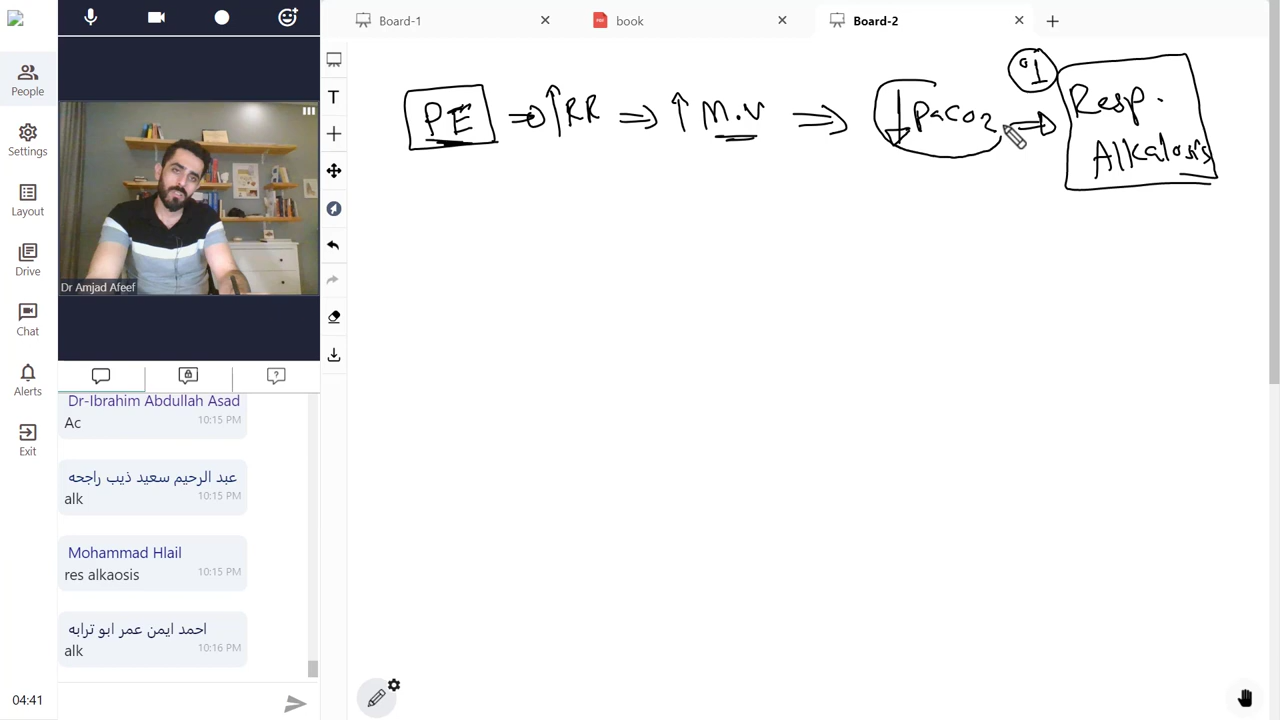 Board-1
book
Board-2
People
Settings
Layout
Drive
Chat
Alerts
Exit
04:41
Dr Amjad Afeef
Dr-Ibrahim Abdullah Asad
Ac
10:15 PM
عبد الرحيم سعيد ذيب راجحه
alk
10:15 PM
Mohammad Hlail
res alkaosis
10:15 PM
احمد ايمن عمر ابو ترابه
alk
10:16 PM
T
PE ⇒ ↑RR ⇒ ↑ M.V ⇒ ↓ PaCO2 ⇒ Resp.
Alkalosis